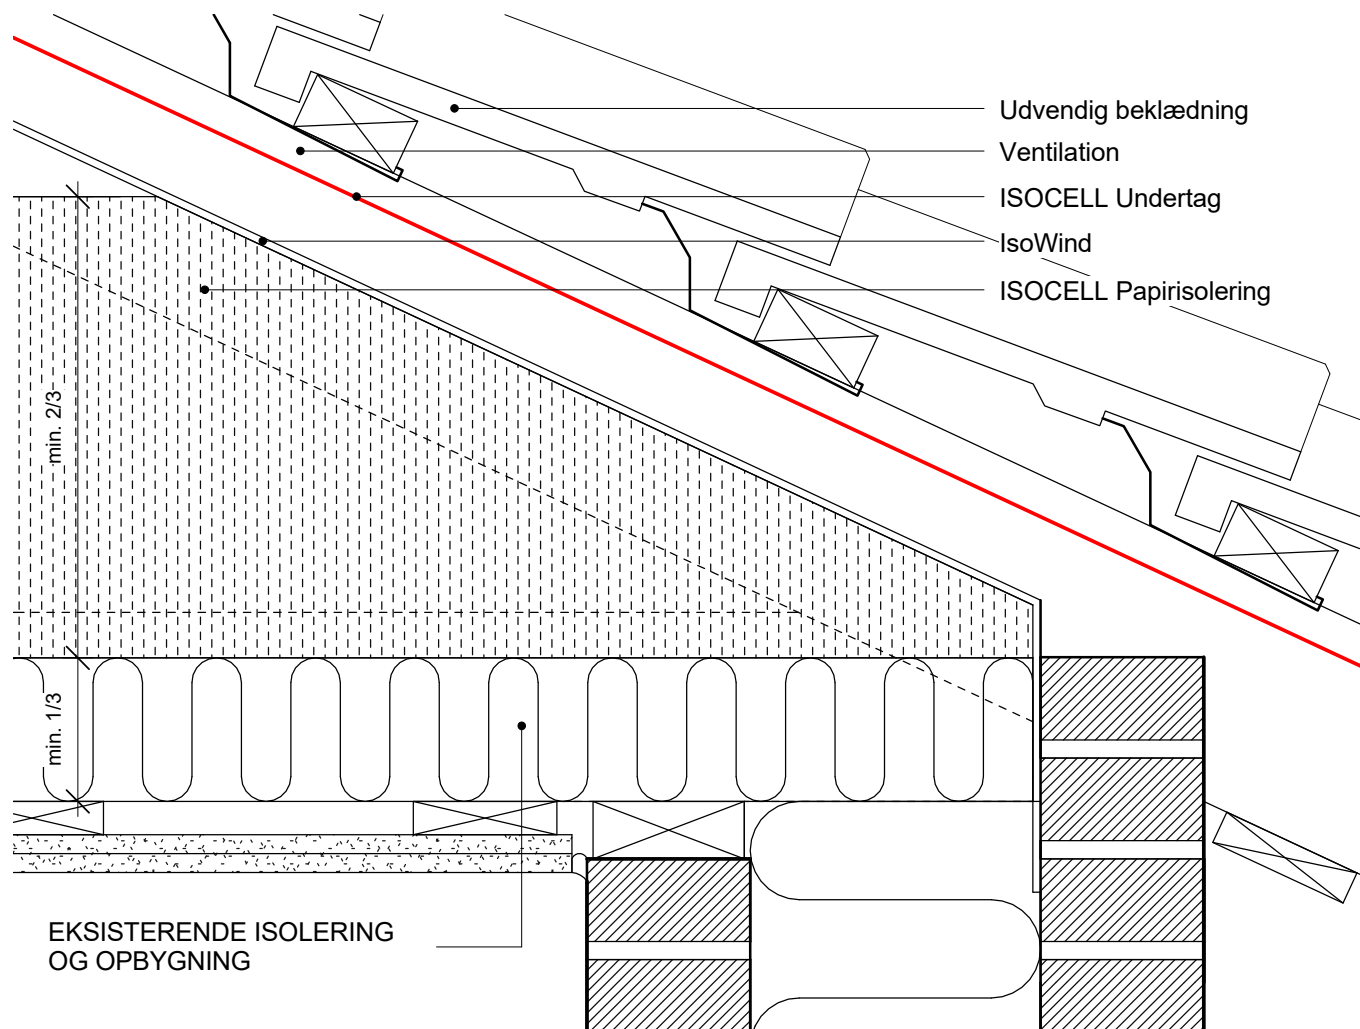 Udvendig beklædning
Ventilation
ISOCELL Undertag
IsoWind
ISOCELL Papirisolering
min. 2/3
min. 1/3
EKSISTERENDE ISOLERING
OG OPBYGNING